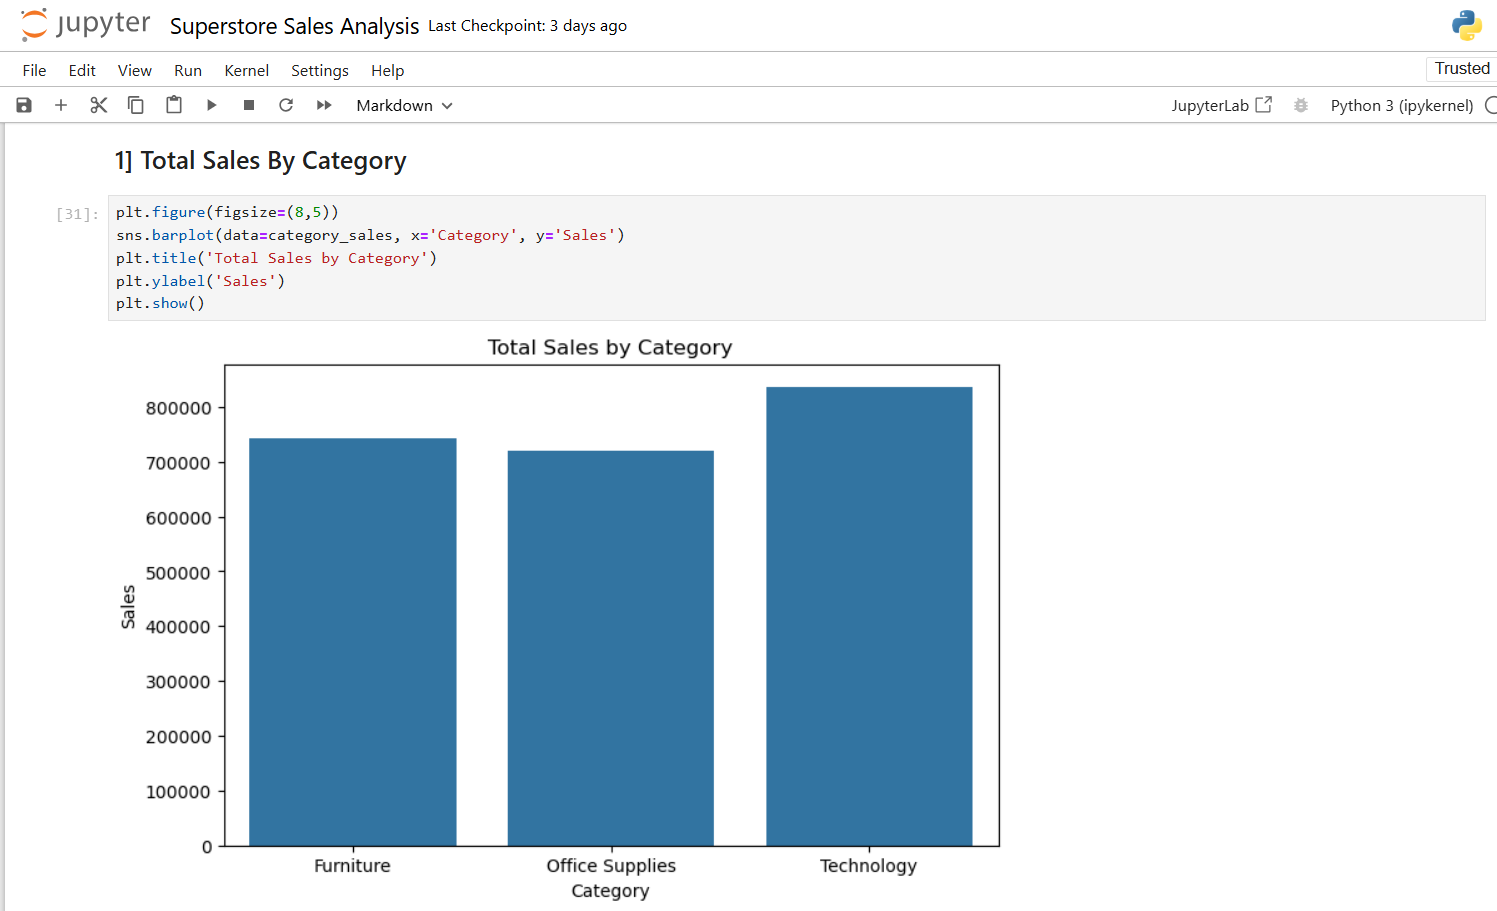 jupyter Superstore Sales Analysis Last Checkpoint: 3 days ago
File Edit View Run Kernel Settings Help
Trusted
Markdown JupyterLab Python 3 (ipykernel)
1] Total Sales By Category
[31]: plt.figure(figsize=(8,5))
sns.barplot(data=category_sales, x='Category', y='Sales')
plt.title('Total Sales by Category')
plt.ylabel('Sales')
plt.show()
Total Sales by Category
800000
700000
600000
500000
400000
300000
200000
100000
0
Sales
Furniture Office Supplies Technology
Category